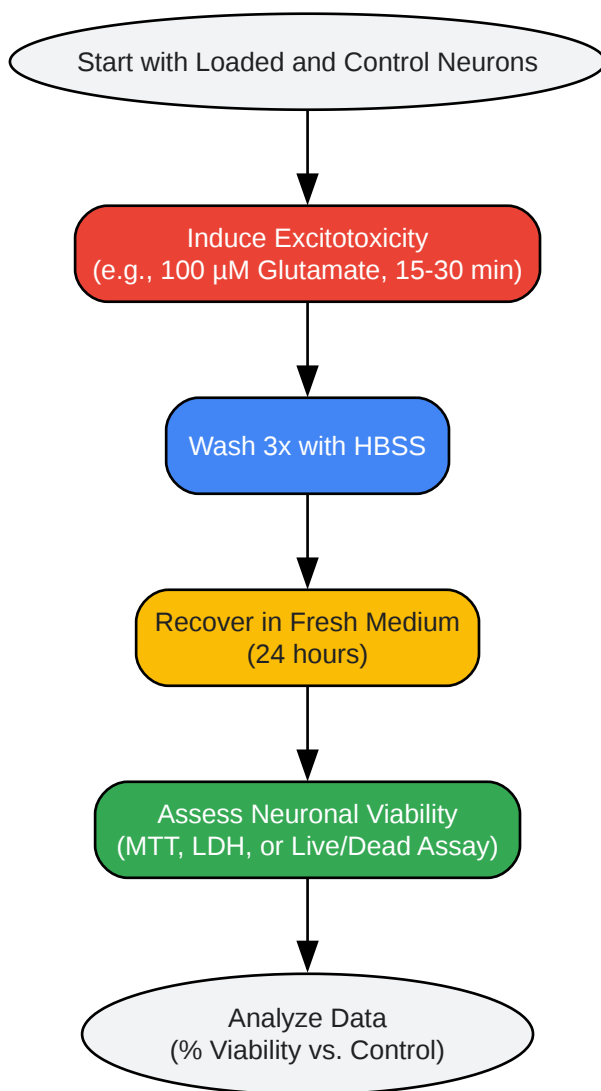 Start with Loaded and Control Neurons
Induce Excitotoxicity
(e.g., 100 µM Glutamate, 15-30 min)
Wash 3x with HBSS
Recover in Fresh Medium
(24 hours)
Assess Neuronal Viability
(MTT, LDH, or Live/Dead Assay)
Analyze Data
(% Viability vs. Control)